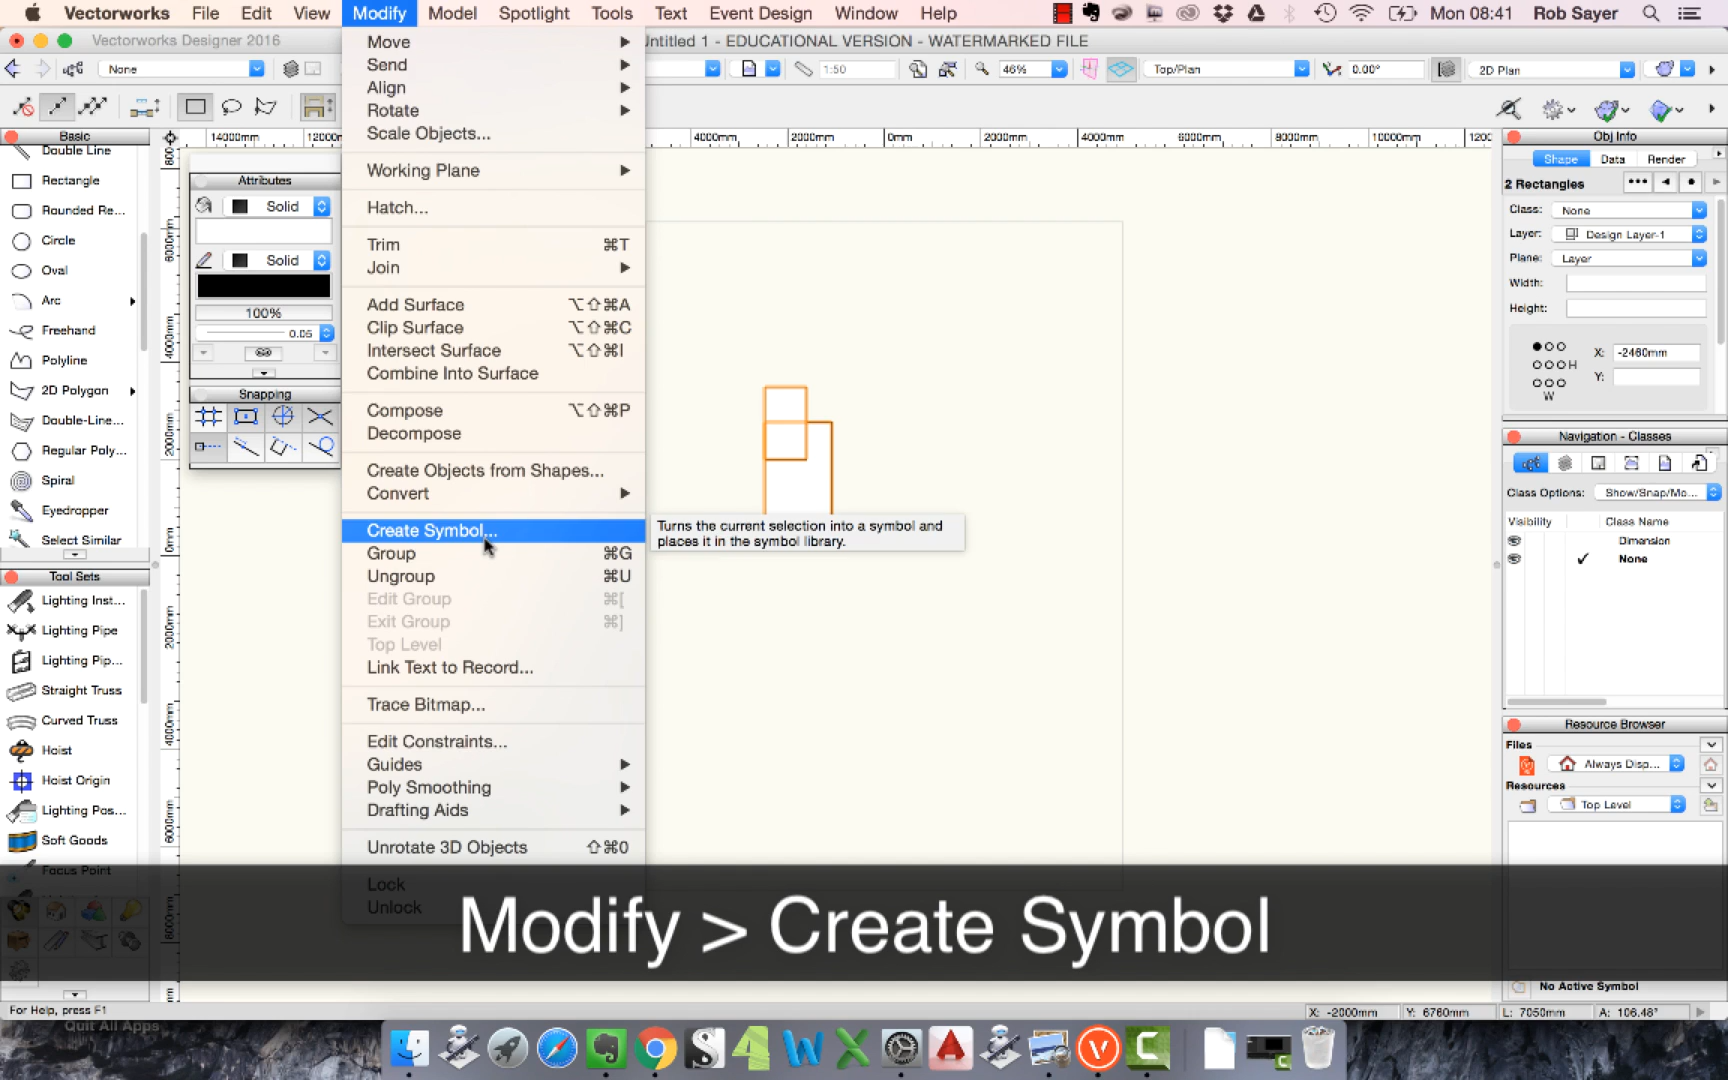 Vectorworks File Edit View Modify Model Spotlight Tools Text Event Design Window Help Mon 08:41 Rob Sayer
Vectorworks Designer 2016
Untitled 1 - EDUCATIONAL VERSION - WATERMARKED FILE
None
1:50
46%
Top/Plan
0.00°
2D Plan
Move
Send
Align
Rotate
Scale Objects...
Working Plane
Hatch...
Trim ⌘T
Join
Add Surface ⌥⇧⌘A
Clip Surface ⌥⇧⌘C
Intersect Surface ⌥⇧⌘I
Combine Into Surface
Compose ⌥⇧⌘P
Decompose
Create Objects from Shapes...
Convert
Create Symbol...
Group ⌘G
Ungroup ⌘U
Edit Group ⌘[
Exit Group ⌘]
Top Level
Link Text to Record...
Trace Bitmap...
Edit Constraints...
Guides
Poly Smoothing
Drafting Aids
Unrotate 3D Objects ⇧⌘0
Lock
Unlock
Turns the current selection into a symbol and
places it in the symbol library.
Basic
Double Line
Rectangle
Rounded Re...
Circle
Oval
Arc
Freehand
Polyline
2D Polygon
Double-Line...
Regular Poly...
Spiral
Eyedropper
Select Similar
Tool Sets
Lighting Inst...
Lighting Pipe
Lighting Pip...
Straight Truss
Curved Truss
Hoist
Hoist Origin
Lighting Pos...
Soft Goods
Focus Point
Attributes
Solid
Solid
100%
0.05
Snapping
14000mm
4000mm 2000mm 0mm 2000mm 4000mm 6000mm 8000mm 10000mm
6000mm
4000mm
2000mm
0mm
2000mm
4000mm
6000mm
8000mm
Obj Info
Shape Data Render
2 Rectangles
Class: None
Layer: Design Layer-1
Plane: Layer
Width:
Height:
H
W
X: -2460mm
Y:
Navigation - Classes
Class Options: Show/Snap/Mo...
Visibility Class Name
Dimension
None
Resource Browser
Files
Always Disp...
Resources
Top Level
No Active Symbol
Modify > Create Symbol
For Help, press F1
X: -2000mm Y: 6760mm L: 7050mm A: 106.48°
Quit All Apps